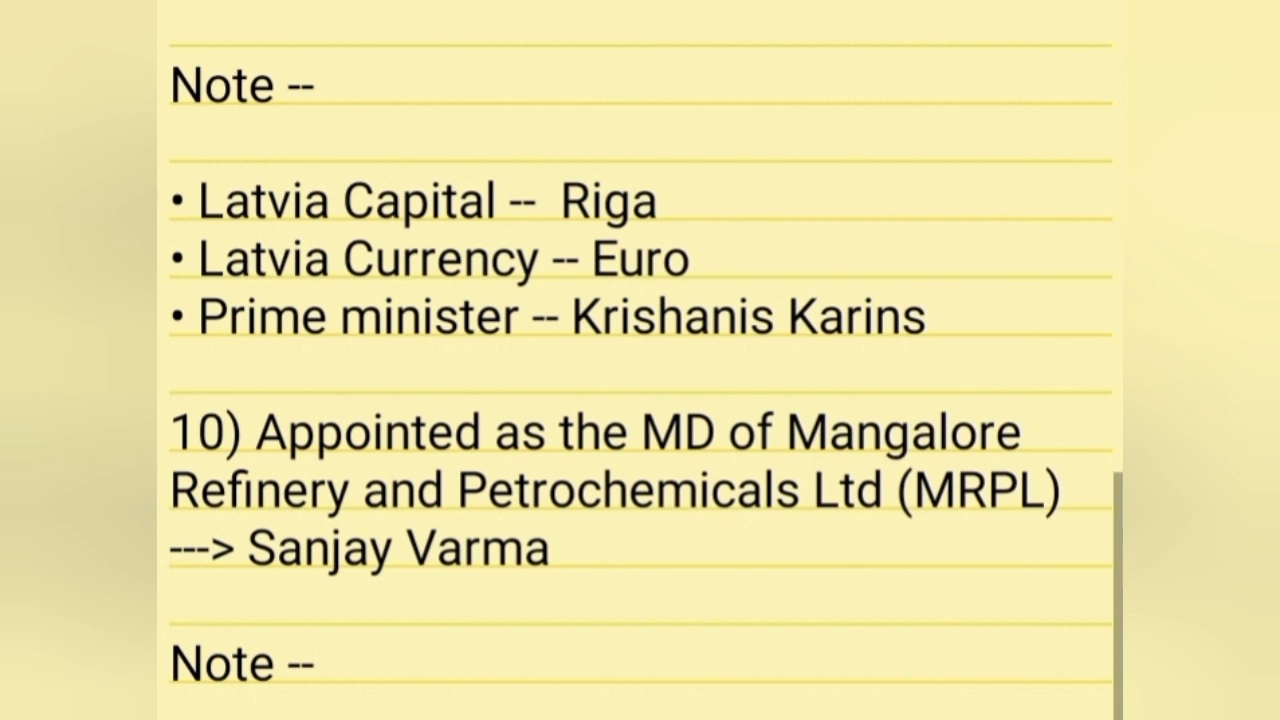 Note --
• Latvia Capital --  Riga
• Latvia Currency -- Euro
• Prime minister -- Krishanis Karins
10) Appointed as the MD of Mangalore
Refinery and Petrochemicals Ltd (MRPL)
---> Sanjay Varma
Note --